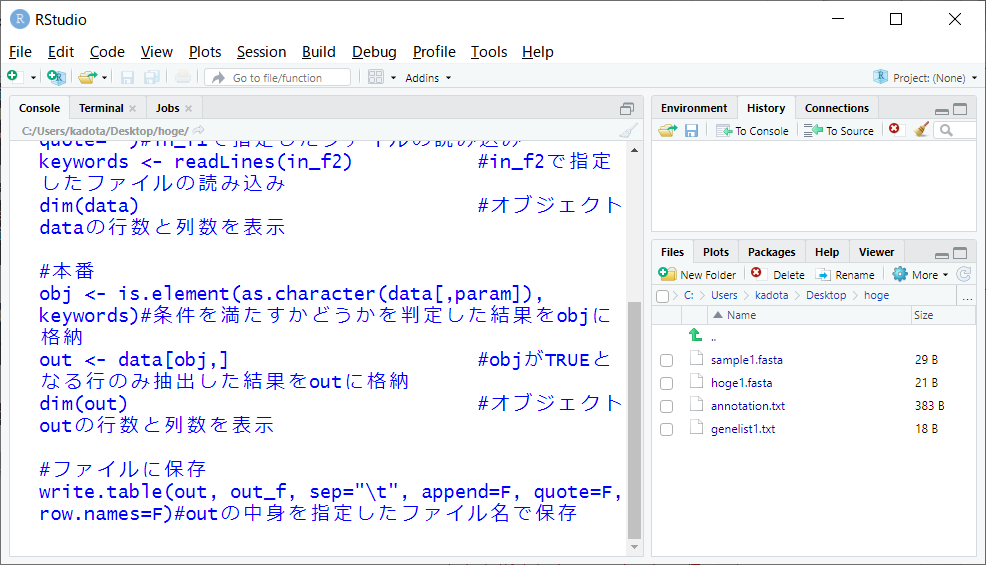 RStudio
File Edit Code View Plots Session Build Debug Profile Tools Help
Go to file/function Addins Project: (None)
Console Terminal Jobs
C:/Users/kadota/Desktop/hoge/
keywords <- readLines(in_f2) #in_f2で指定
したファイルの読み込み
dim(data) #オブジェクト
dataの行数と列数を表示
#本番
obj <- is.element(as.character(data[,param]),
keywords)#条件を満たすかどうかを判定した結果をobjに
格納
out <- data[obj,] #objがTRUEと
なる行のみ抽出した結果をoutに格納
dim(out) #オブジェクト
outの行数と列数を表示
#ファイルに保存
write.table(out, out_f, sep="\t", append=F, quote=F,
row.names=F)#outの中身を指定したファイル名で保存
Environment History Connections
To Console To Source
Files Plots Packages Help Viewer
New Folder Delete Rename More
C: Users kadota Desktop hoge ...
Name Size
..
sample1.fasta 29 B
hoge1.fasta 21 B
annotation.txt 383 B
genelist1.txt 18 B